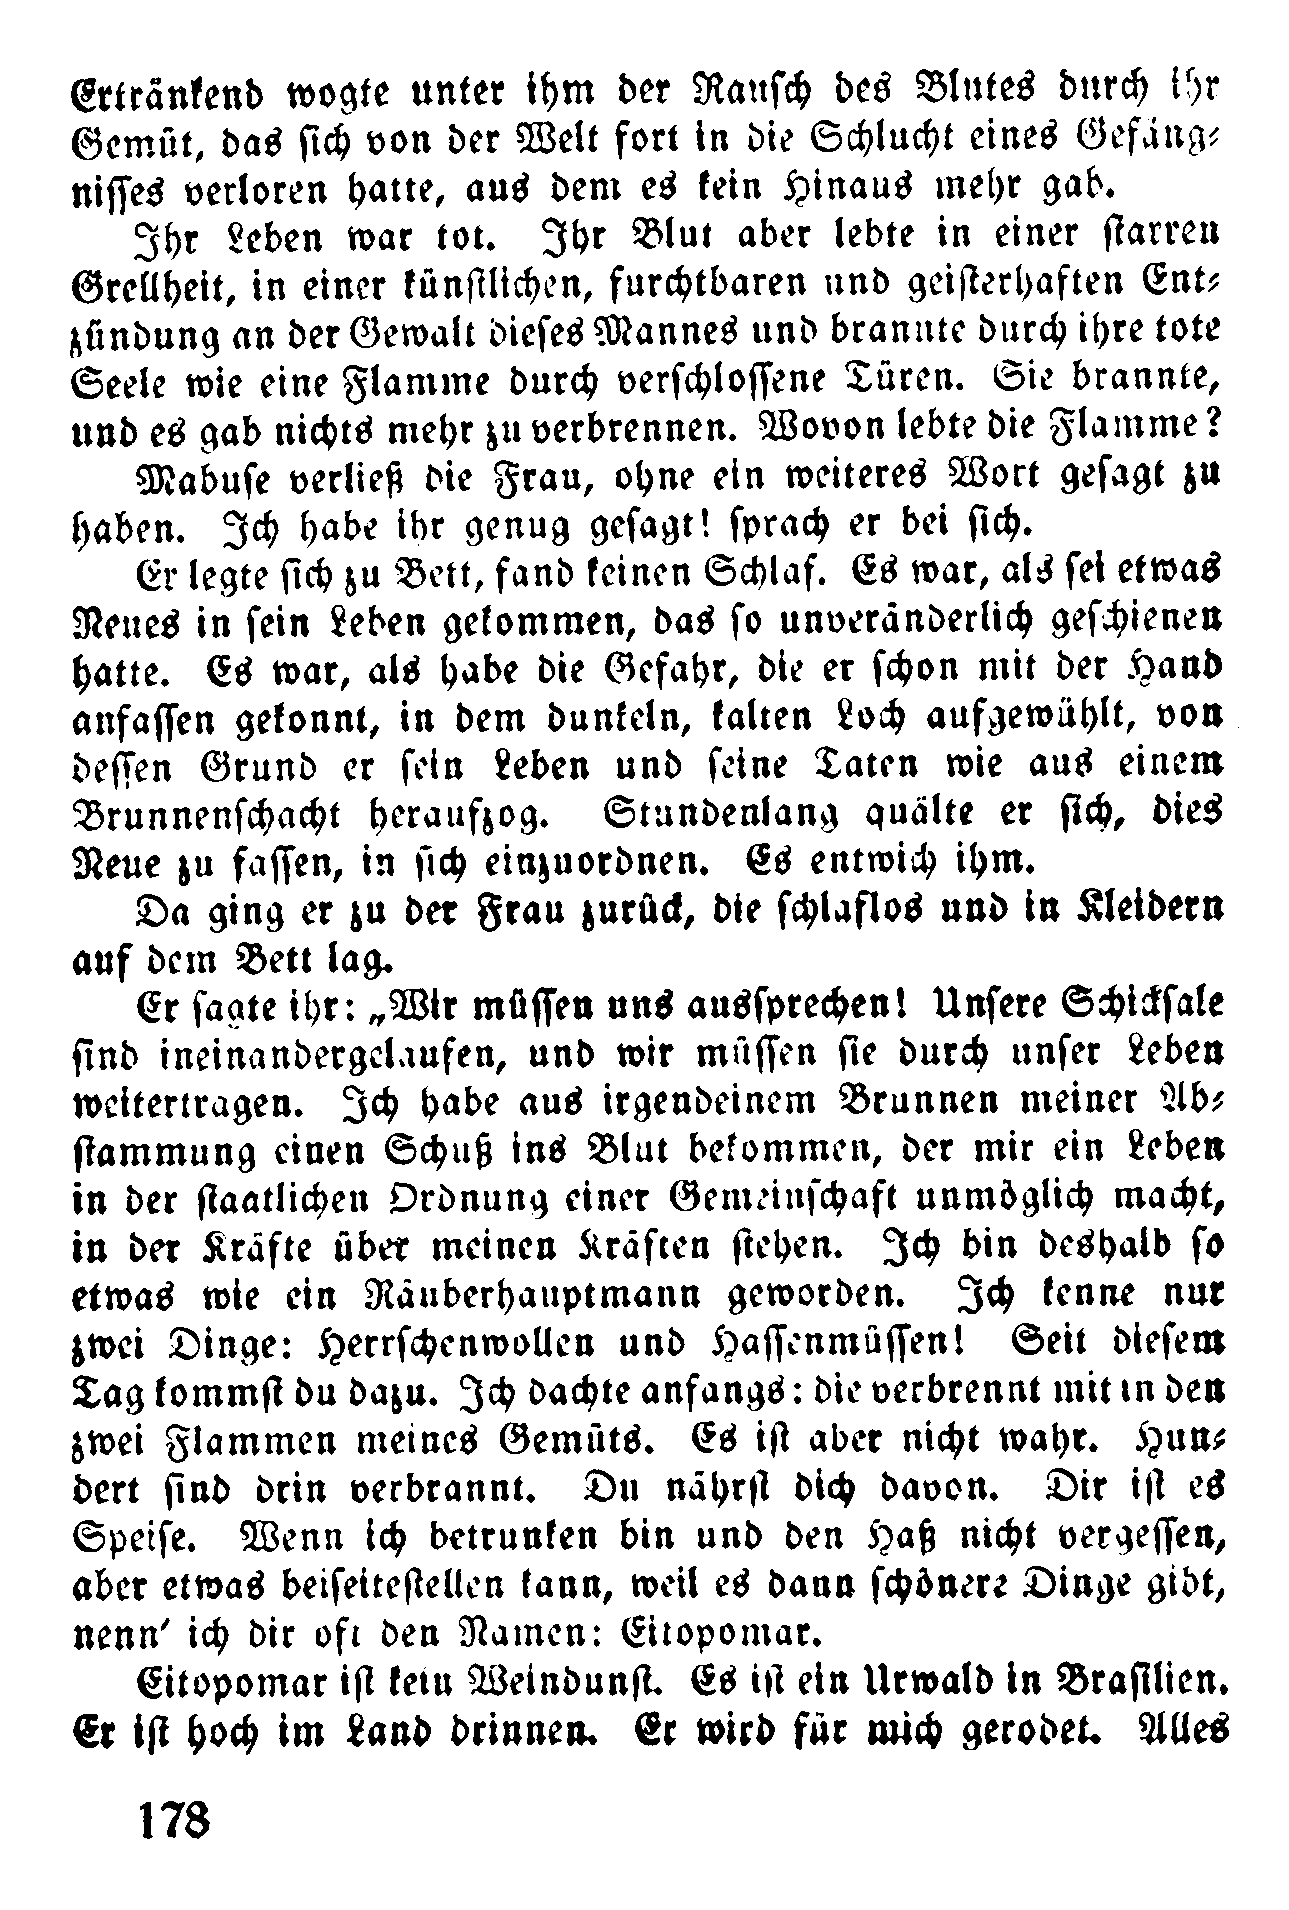 Ertränkend wogte unter ihm der Rausch des Blutes durch ihr
Gemüt, das sich von der Welt fort in die Schlucht eines Gefäng-
nisses verloren hatte, aus dem es kein Hinaus mehr gab.
Ihr Leben war tot. Ihr Blut aber lebte in einer starren
Grellheit, in einer künstlichen, furchtbaren und geisterhaften Ent-
zündung an der Gewalt dieses Mannes und brannte durch ihre tote
Seele wie eine Flamme durch verschlossene Türen. Sie brannte,
und es gab nichts mehr zu verbrennen. Wovon lebte die Flamme?
Mabuse verließ die Frau, ohne ein weiteres Wort gesagt zu
haben. Ich habe ihr genug gesagt! sprach er bei sich.
Er legte sich zu Bett, fand keinen Schlaf. Es war, als sei etwas
Neues in sein Leben gekommen, das so unveränderlich geschienen
hatte. Es war, als habe die Gefahr, die er schon mit der Hand
anfassen gekonnt, in dem dunkeln, kalten Loch aufgewühlt, von
dessen Grund er sein Leben und seine Taten wie aus einem
Brunnenschacht heraufzog. Stundenlang quälte er sich, dies
Neue zu fassen, in sich einzuordnen. Es entwich ihm.
Da ging er zu der Frau zurück, die schlaflos und in Kleidern
auf dem Bett lag.
Er sagte ihr: „Wir müssen uns aussprechen! Unsere Schicksale
sind ineinandergelaufen, und wir müssen sie durch unser Leben
weitertragen. Ich habe aus irgendeinem Brunnen meiner Ab-
stammung einen Schuß ins Blut bekommen, der mir ein Leben
in der staatlichen Ordnung einer Gemeinschaft unmöglich macht,
in der Kräfte über meinen Kräften stehen. Ich bin deshalb so
etwas wie ein Räuberhauptmann geworden. Ich kenne nur
zwei Dinge: Herrschenwollen und Hassenmüssen! Seit diesem
Tag kommst du dazu. Ich dachte anfangs: die verbrennt mit in den
zwei Flammen meines Gemüts. Es ist aber nicht wahr. Hun-
dert sind drin verbrannt. Du nährst dich davon. Dir ist es
Speise. Wenn ich betrunken bin und den Haß nicht vergessen,
aber etwas beiseitestellen kann, weil es dann schönere Dinge gibt,
nenn' ich dir oft den Namen: Eitopomar.
Eitopomar ist kein Weindunst. Es ist ein Urwald in Brasilien.
Er ist hoch im Land drinnen. Er wird für mich gerodet. Alles
178